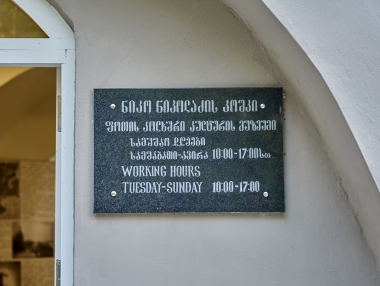 ნიკო ნიკოლაძის კოშკი
ფოთის კოლხური კულტურის მუზეუმი
სამუშაო დღეები
სამშაბათი-კვირა 10:00-17:00სთ
WORKING HOURS
TUESDAY-SUNDAY 10:00-17:00